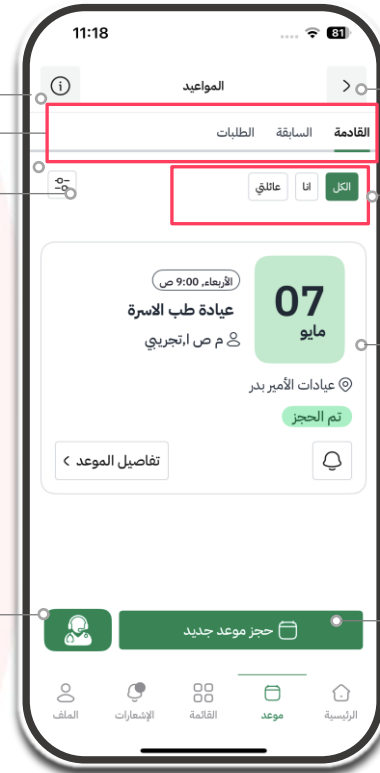 11:18
81
المواعيد
القادمة السابقة الطلبات
الكل انا عائلتي
07
مايو
الأربعاء, 9:00 ص
عيادة طب الاسرة
م ص ا,تجريبي
عيادات الأمير بدر
تم الحجز
تفاصيل الموعد
حجز موعد جديد
الرئيسية موعد القائمة الإشعارات الملف